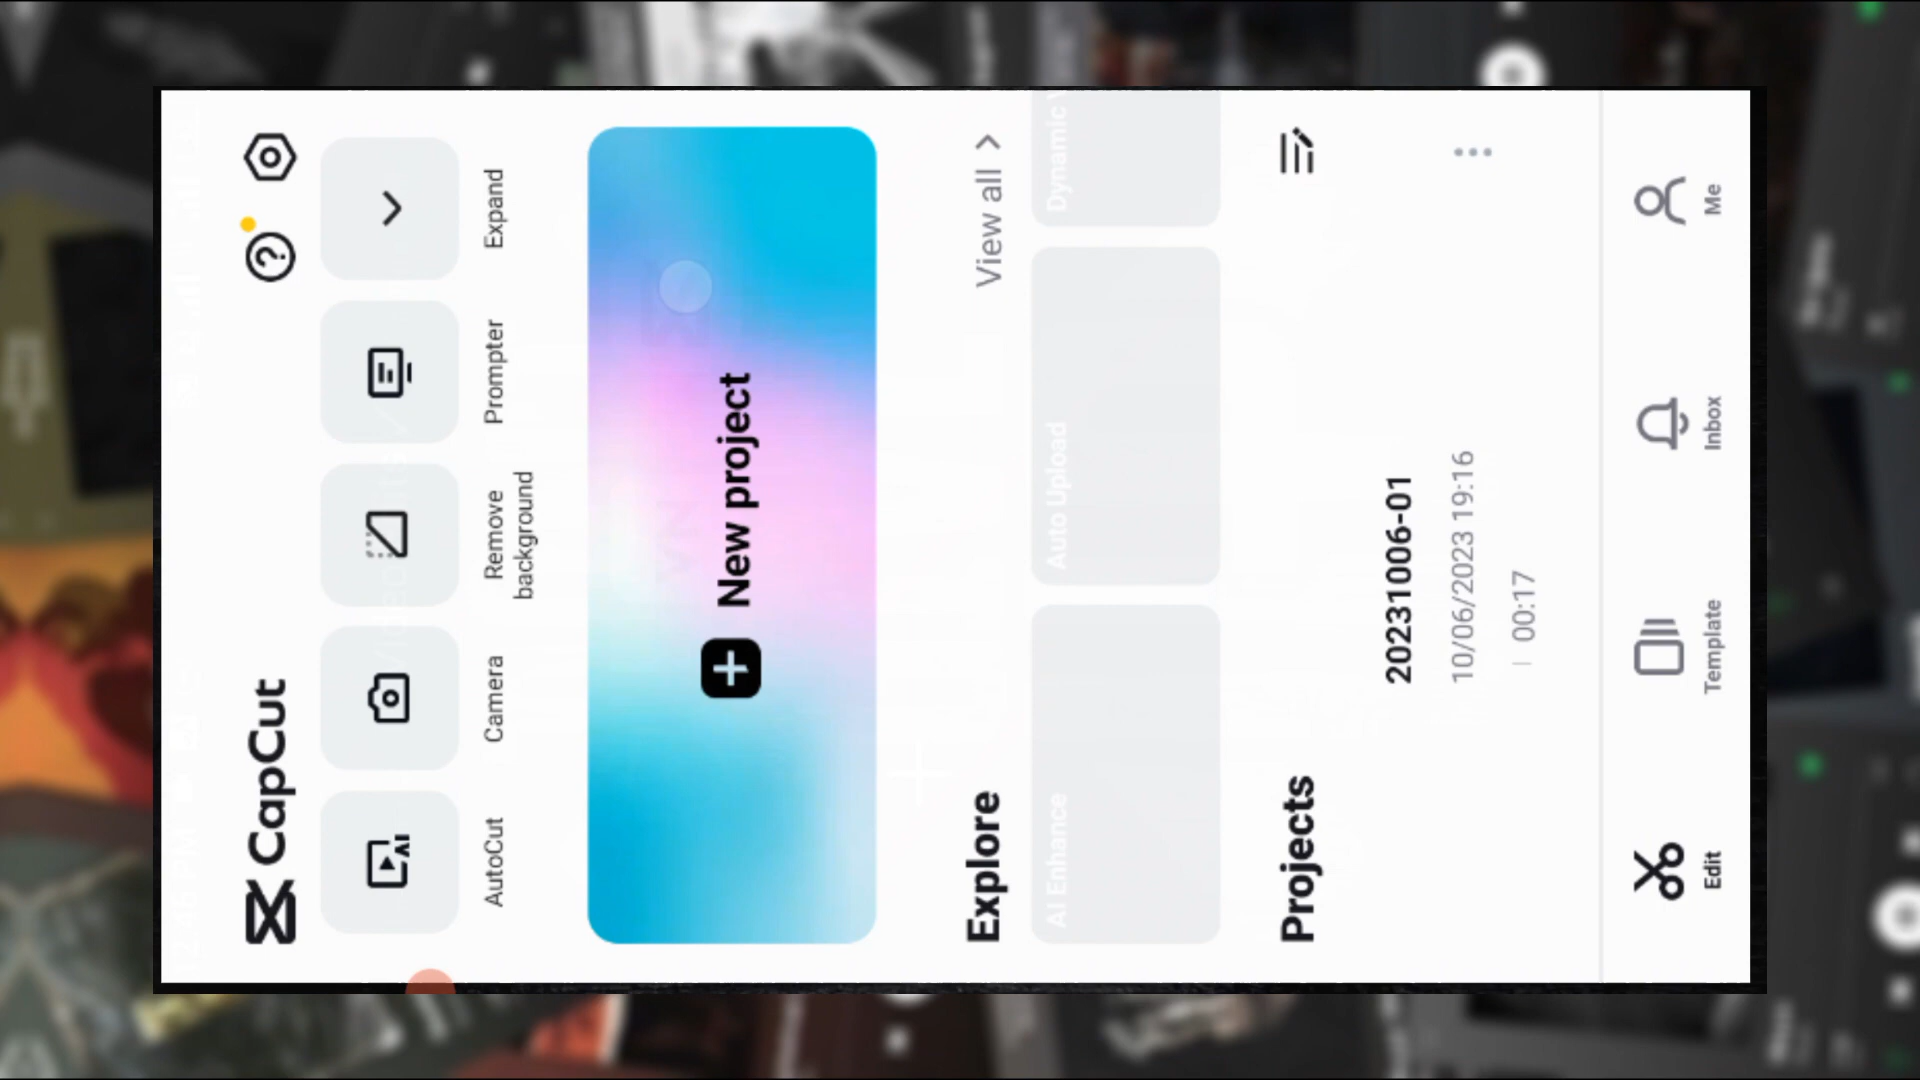 CapCut
AutoCut
Camera
Remove
background
Prompter
Expand
New project
Explore
View all
AI Enhance
Auto Upload
Dynamic
Projects
20231006-01
10/06/2023 19:16
00:17
Edit
Template
Inbox
Me